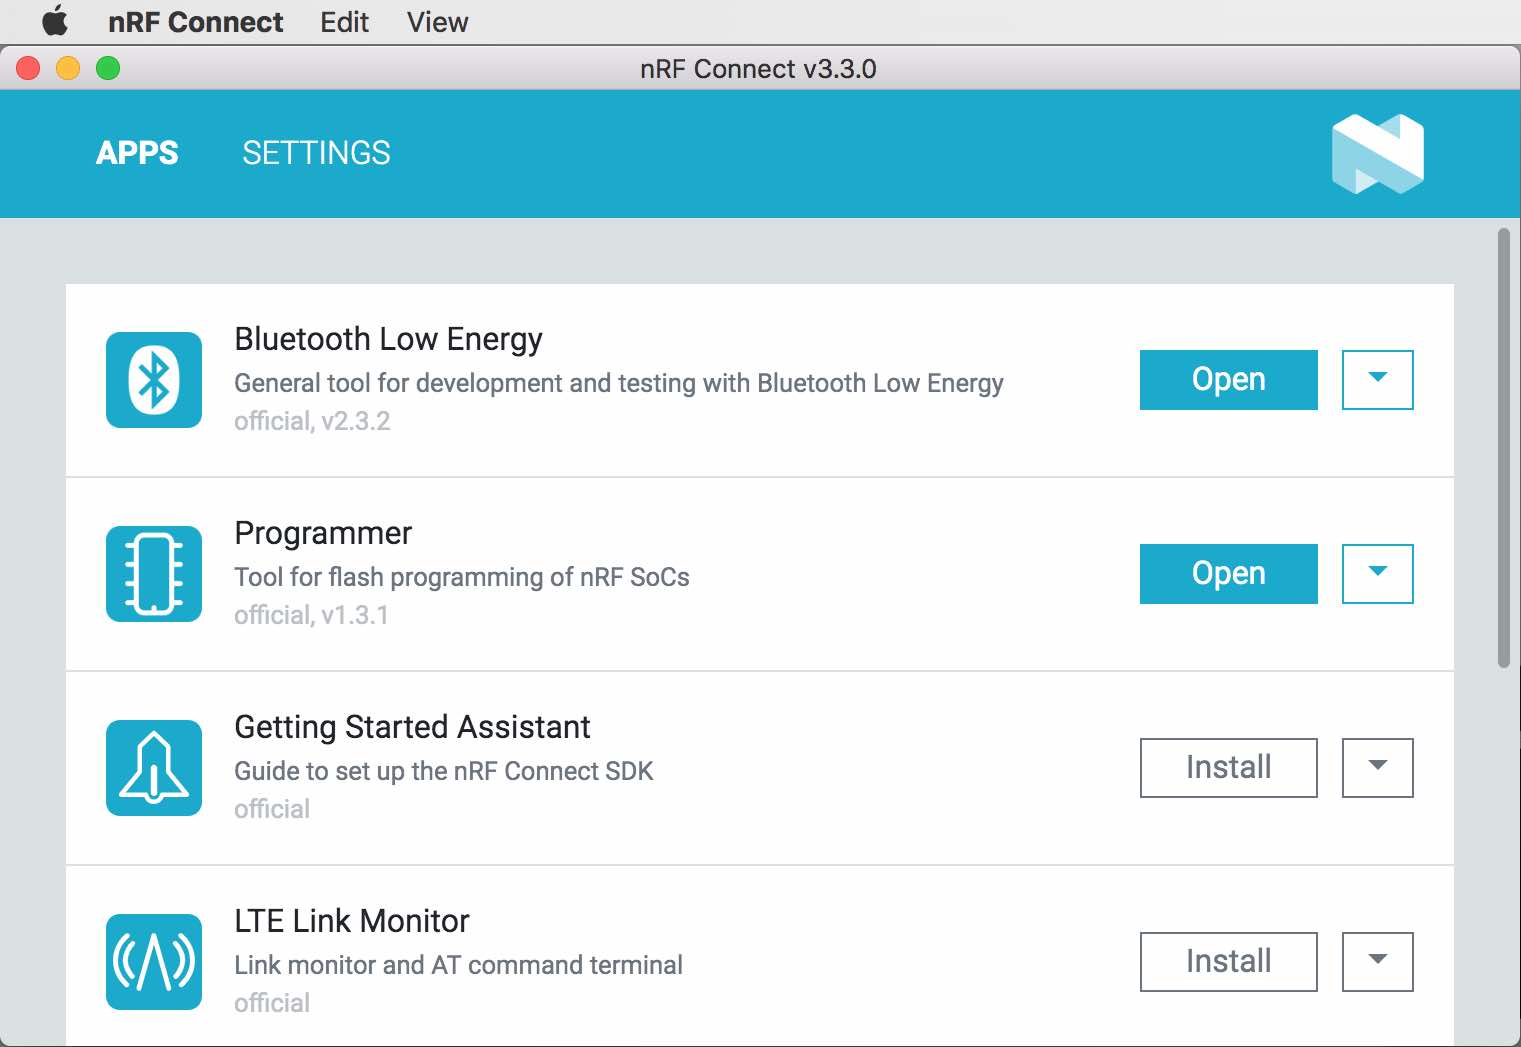 nRF Connect Edit View
nRF Connect v3.3.0
APPS SETTINGS
Bluetooth Low Energy
General tool for development and testing with Bluetooth Low Energy
official, v2.3.2
Open
Programmer
Tool for flash programming of nRF SoCs
official, v1.3.1
Open
Getting Started Assistant
Guide to set up the nRF Connect SDK
official
Install
LTE Link Monitor
Link monitor and AT command terminal
official
Install